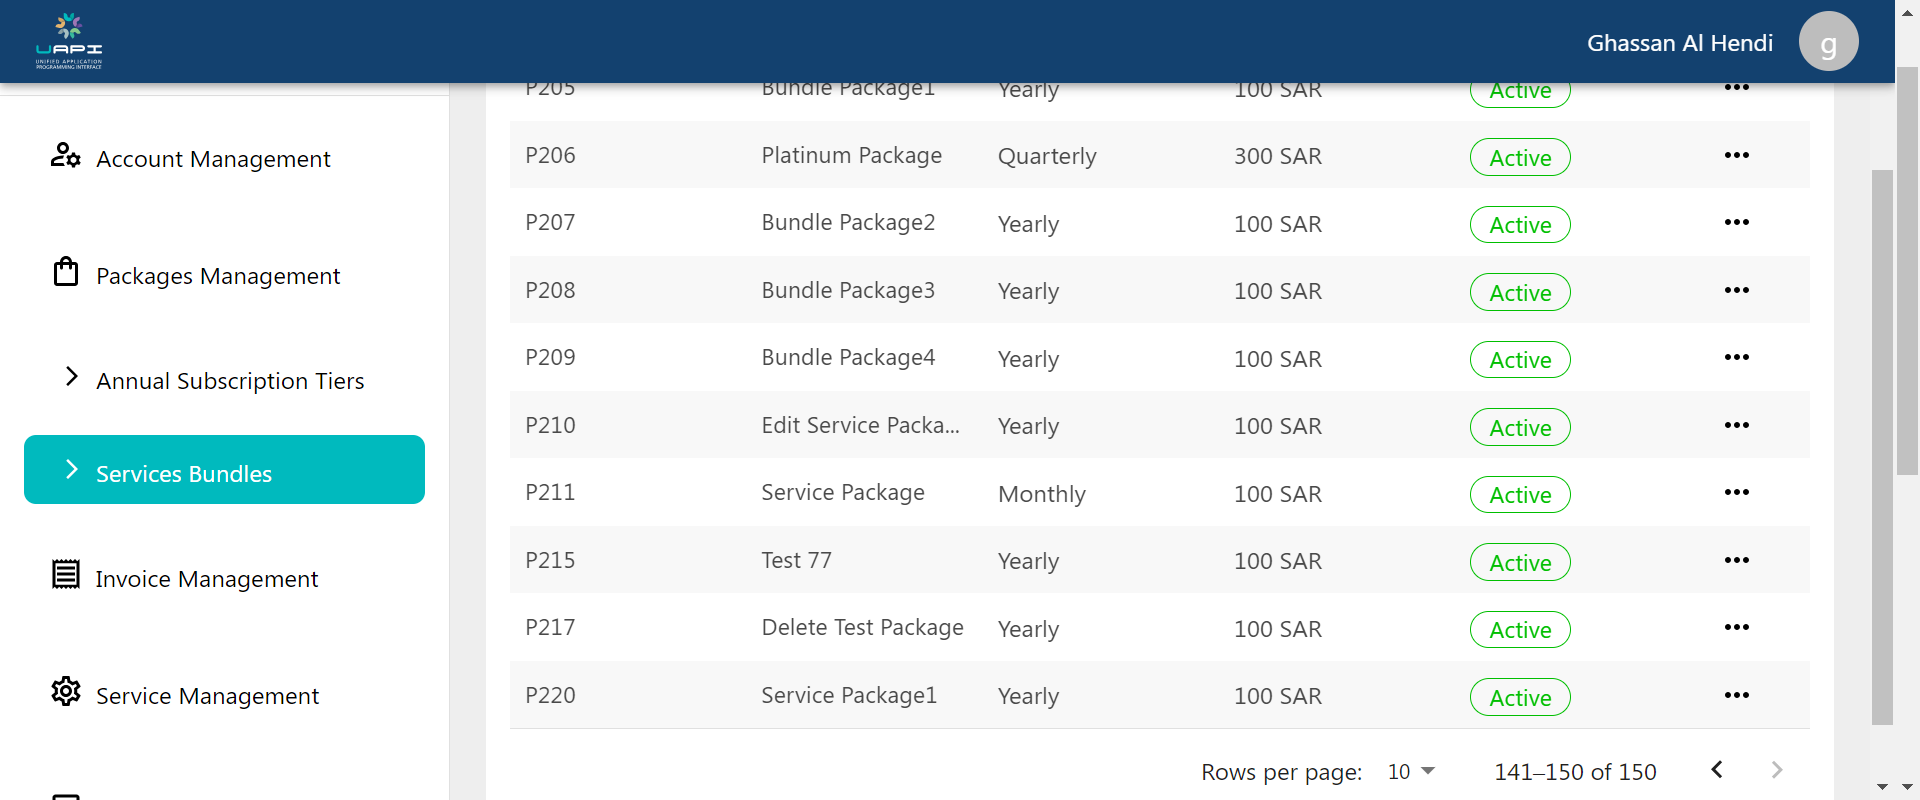 UAPI
UNIFIED APPLICATION
PROGRAMMING INTERFACE
Ghassan Al Hendi
g
Account Management
Packages Management
Annual Subscription Tiers
Services Bundles
Invoice Management
Service Management
P205 Bundle Package1 Yearly 100 SAR Active
P206 Platinum Package Quarterly 300 SAR Active
P207 Bundle Package2 Yearly 100 SAR Active
P208 Bundle Package3 Yearly 100 SAR Active
P209 Bundle Package4 Yearly 100 SAR Active
P210 Edit Service Packa... Yearly 100 SAR Active
P211 Service Package Monthly 100 SAR Active
P215 Test 77 Yearly 100 SAR Active
P217 Delete Test Package Yearly 100 SAR Active
P220 Service Package1 Yearly 100 SAR Active
Rows per page: 10 141–150 of 150